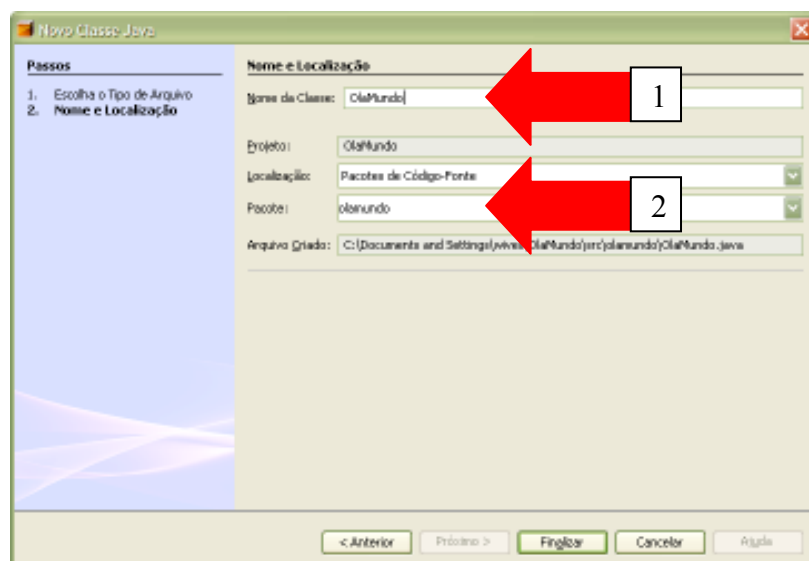 Novo Classe Java
Passos
1. Escolha o Tipo de Arquivo
2. Nome e Localização
Nome e Localização
Nome da Classe: OlaMundo
1
Projeto: OlaMundo
Localização: Pacotes de Código-Fonte
Pacote: olamundo
2
Arquivo Criado: C:\Documents and Settings\ OlaMundo\src\olamundo\OlaMundo.java
< Anterior
Próximo >
Finalizar
Cancelar
Ajuda